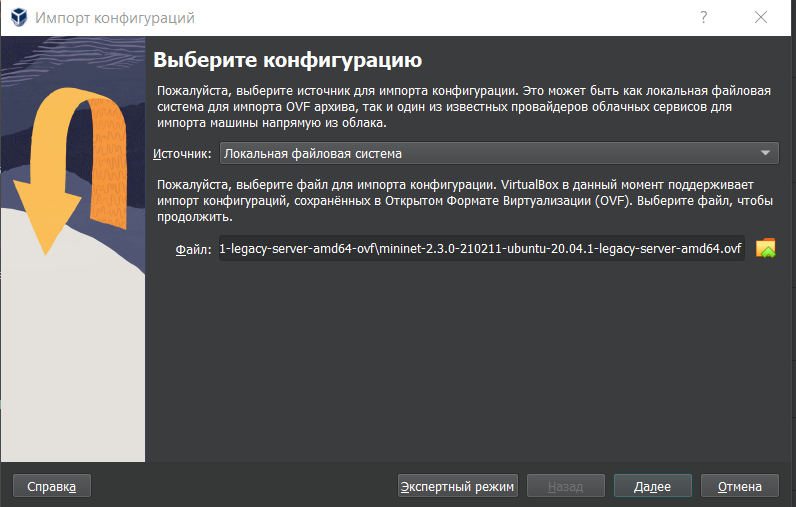 Импорт конфигураций
Выберите конфигурацию
Пожалуйста, выберите источник для импорта конфигурации. Это может быть как локальная файловая
система для импорта OVF архива, так и один из известных провайдеров облачных сервисов для
импорта машины напрямую из облака.
Источник: Локальная файловая система
Пожалуйста, выберите файл для импорта конфигурации. VirtualBox в данный момент поддерживает
импорт конфигураций, сохранённых в Открытом Формате Виртуализации (OVF). Выберите файл, чтобы
продолжить.
Файл: 1-legacy-server-amd64-ovf\mininet-2.3.0-210211-ubuntu-20.04.1-legacy-server-amd64.ovf
Справка Экспертный режим Назад Далее Отмена